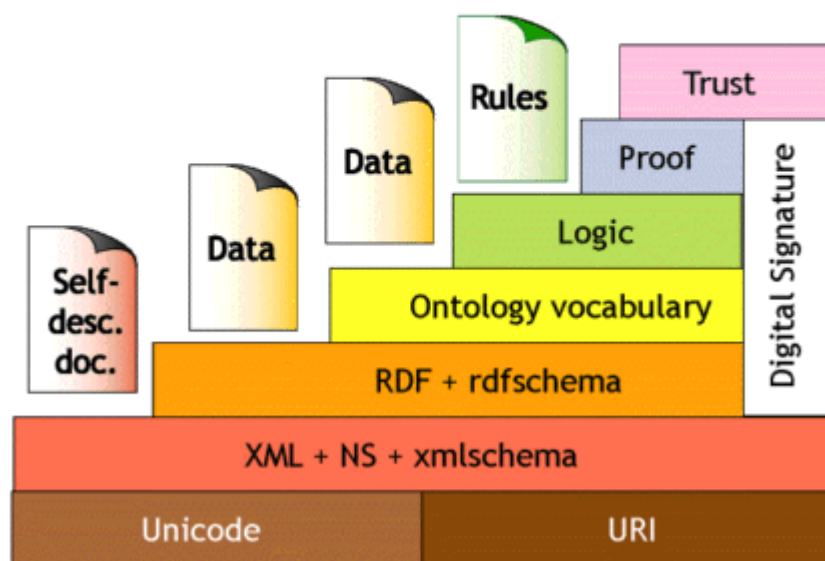 Rules
Trust
Data
Proof
Data
Logic
Self-
desc.
doc.
Ontology vocabulary
Digital Signature
RDF + rdfschema
XML + NS + xmlschema
Unicode
URI